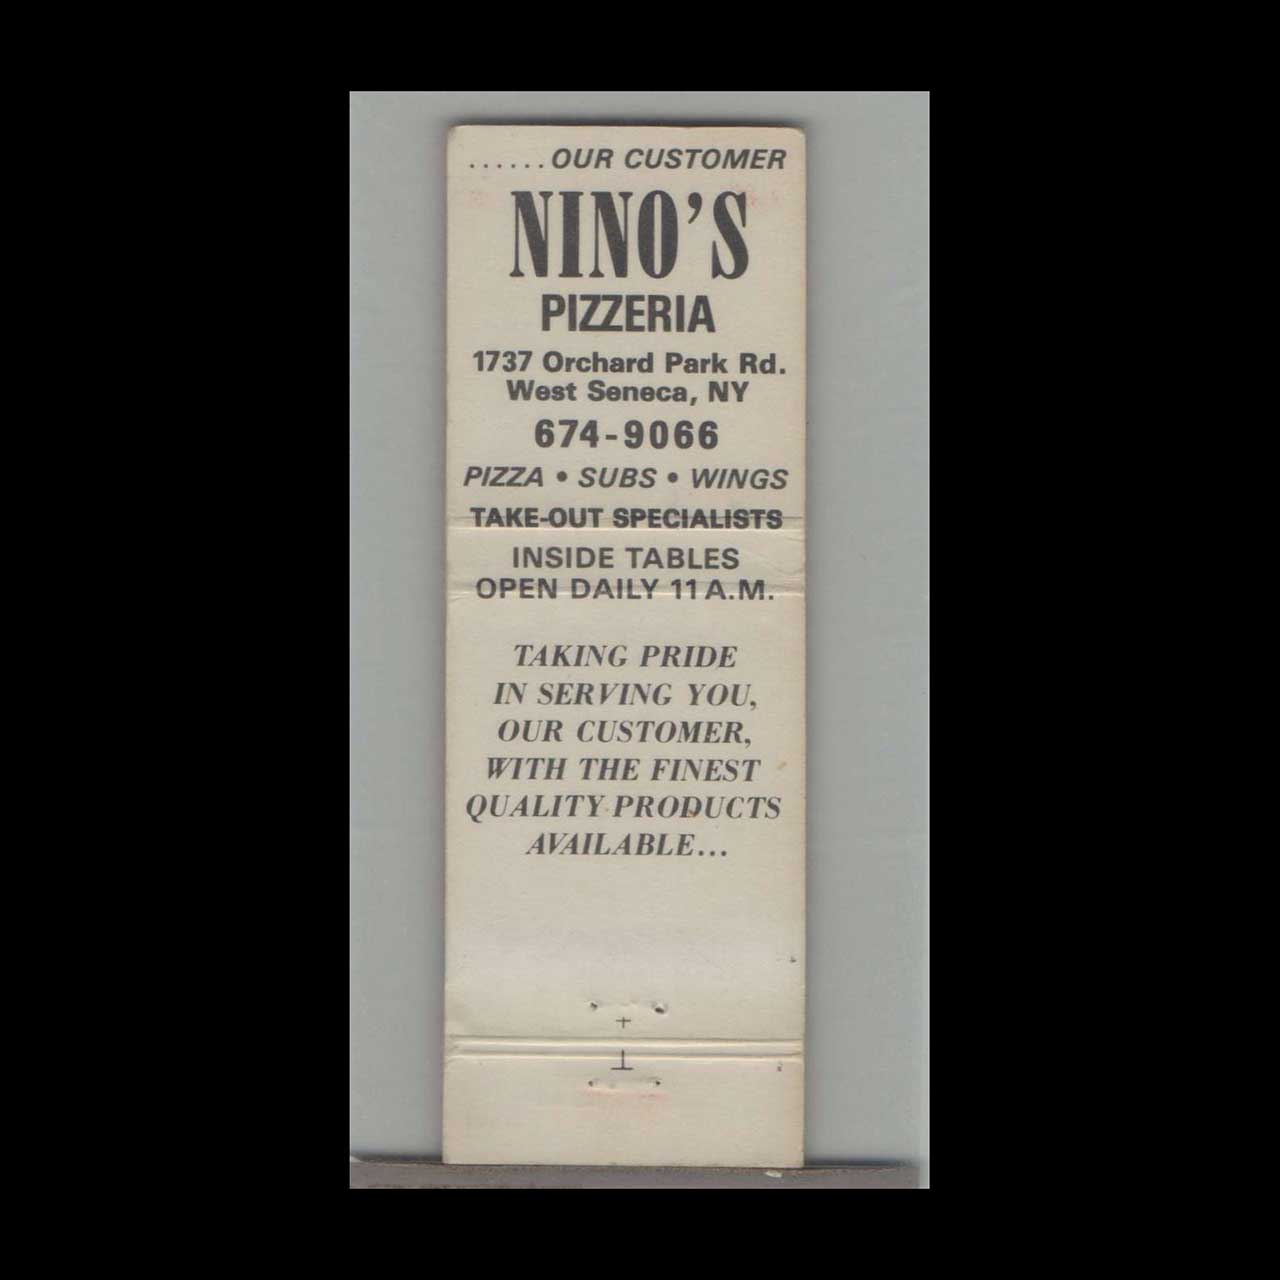 ......OUR CUSTOMER
NINO'S
PIZZERIA
1737 Orchard Park Rd.
West Seneca, NY
674-9066
PIZZA • SUBS • WINGS
TAKE-OUT SPECIALISTS
INSIDE TABLES
OPEN DAILY 11 A.M.
TAKING PRIDE
IN SERVING YOU,
OUR CUSTOMER,
WITH THE FINEST
QUALITY PRODUCTS
AVAILABLE...